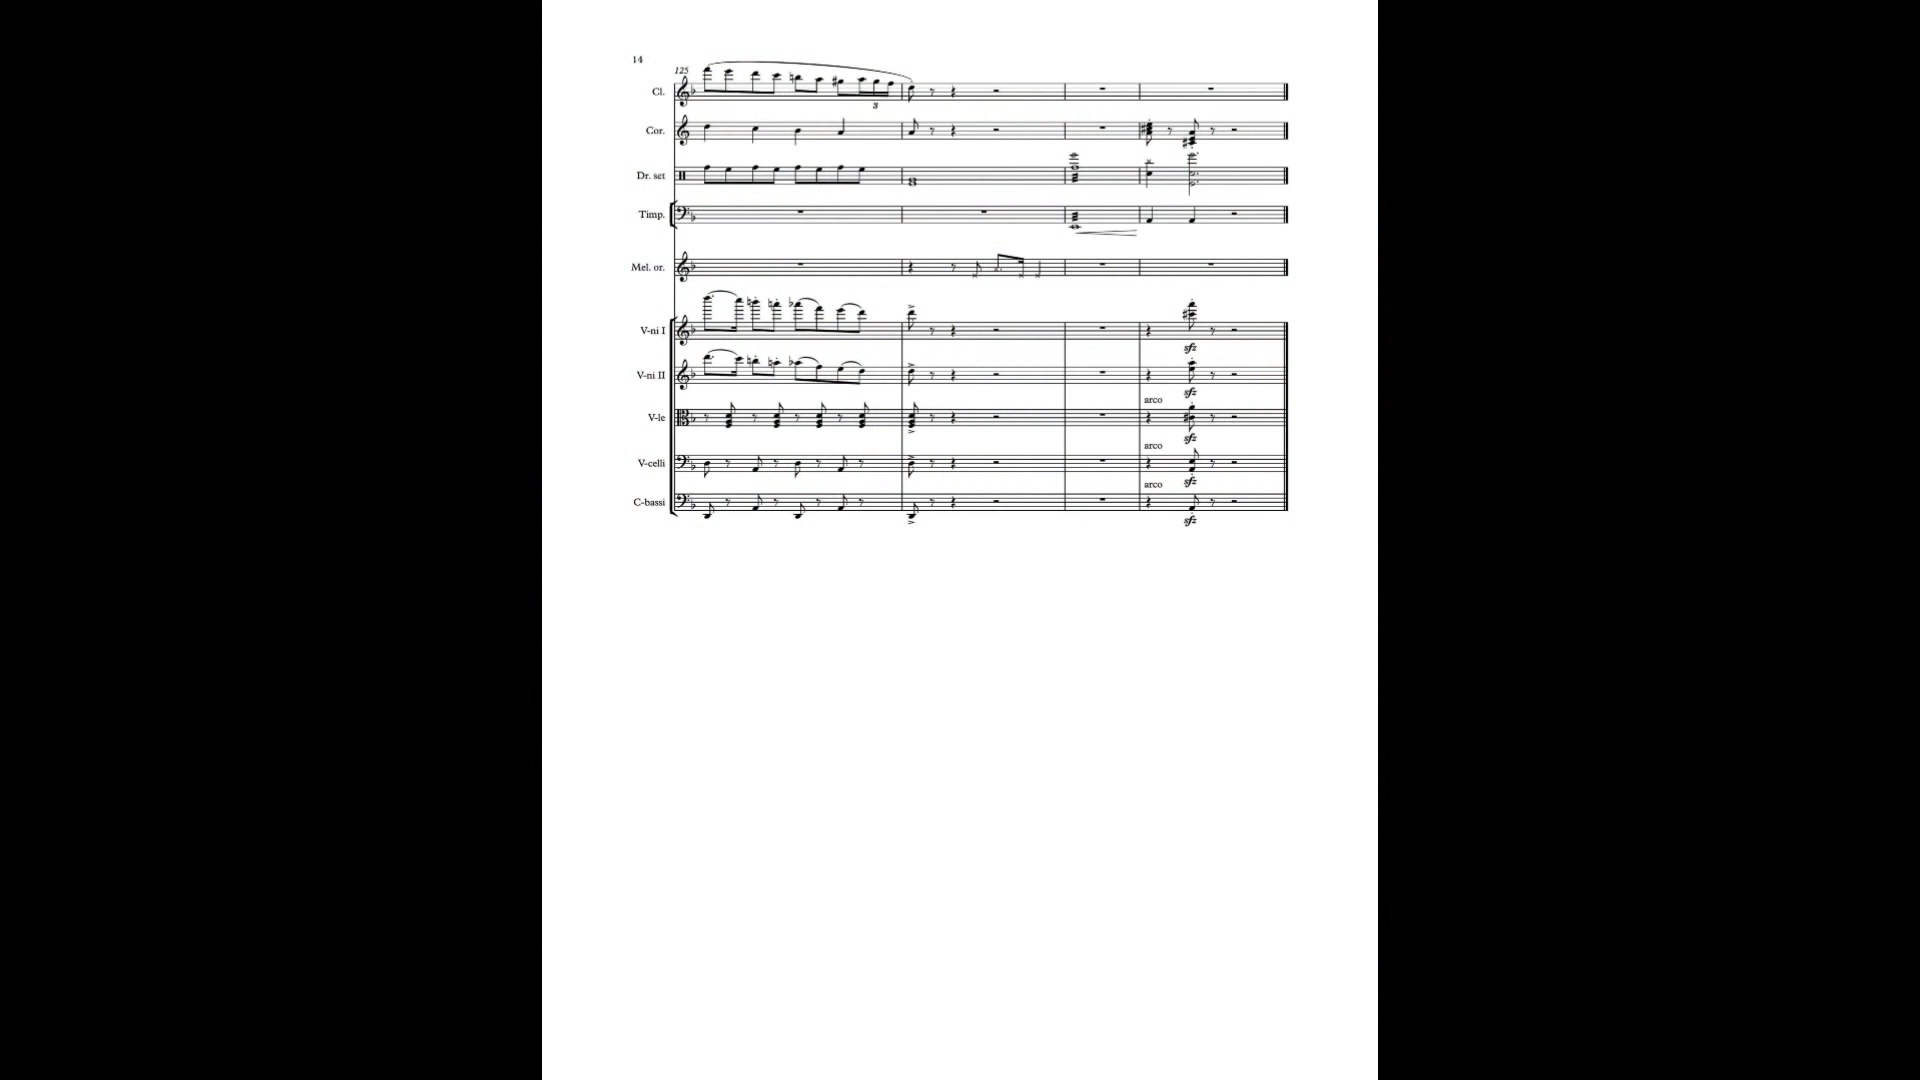 14
125
Cl.
3
Cor.
Dr. set
Timp.
Mel. or.
V-ni I
sfz
V-ni II
sfz
arco
V-le
sfz
arco
V-celli
sfz
arco
C-bassi
sfz